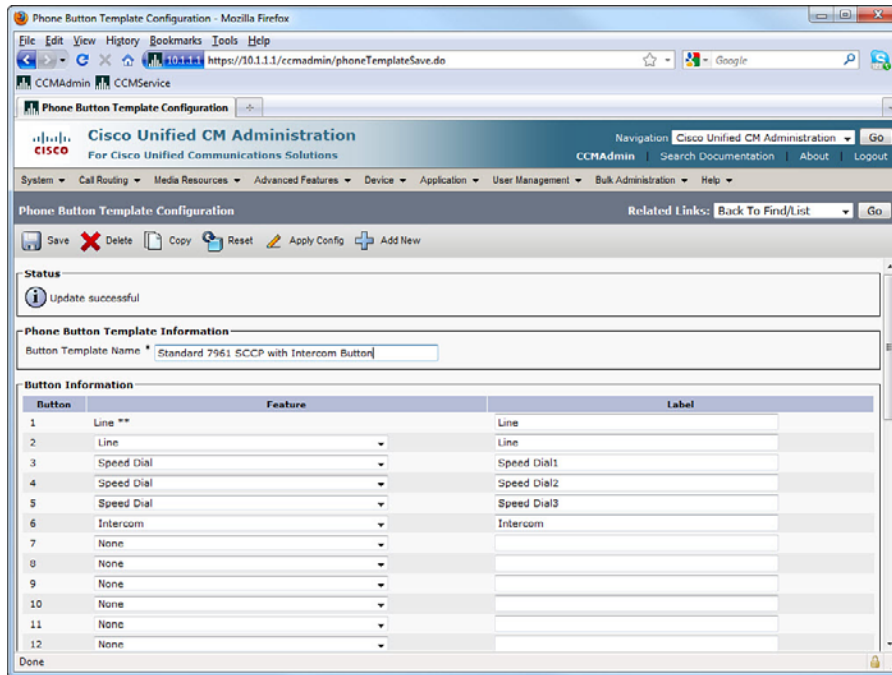 Phone Button Template Configuration - Mozilla Firefox
File Edit View History Bookmarks Tools Help
10.1.1.1 https://10.1.1.1/ccmadmin/phoneTemplateSave.do Google
CCMAdmin CCMService
Phone Button Template Configuration
cisco Cisco Unified CM Administration Navigation Cisco Unified CM Administration Go
For Cisco Unified Communications Solutions CCMAdmin | Search Documentation | About | Logout
System Call Routing Media Resources Advanced Features Device Application User Management Bulk Administration Help
Phone Button Template Configuration Related Links: Back To Find/List Go
Save Delete Copy Reset Apply Config Add New
Status
Update successful
Phone Button Template Information
Button Template Name * Standard 7961 SCCP with Intercom Button
Button Information
Button Feature Label
1 Line ** Line
2 Line Line
3 Speed Dial Speed Dial1
4 Speed Dial Speed Dial2
5 Speed Dial Speed Dial3
6 Intercom Intercom
7 None
8 None
9 None
10 None
11 None
12 None
Done